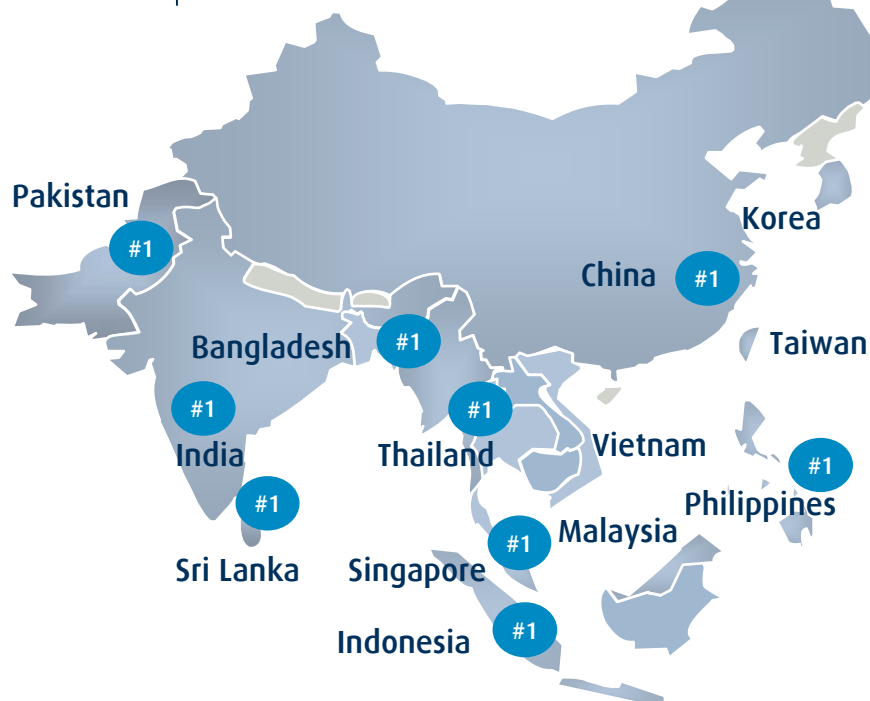 Pakistan
#1
Korea
China
#1
Bangladesh
#1
Taiwan
#1
India
#1
Thailand
Vietnam
#1
Philippines
#1
Sri Lanka
#1
Malaysia
Singapore
#1
Indonesia